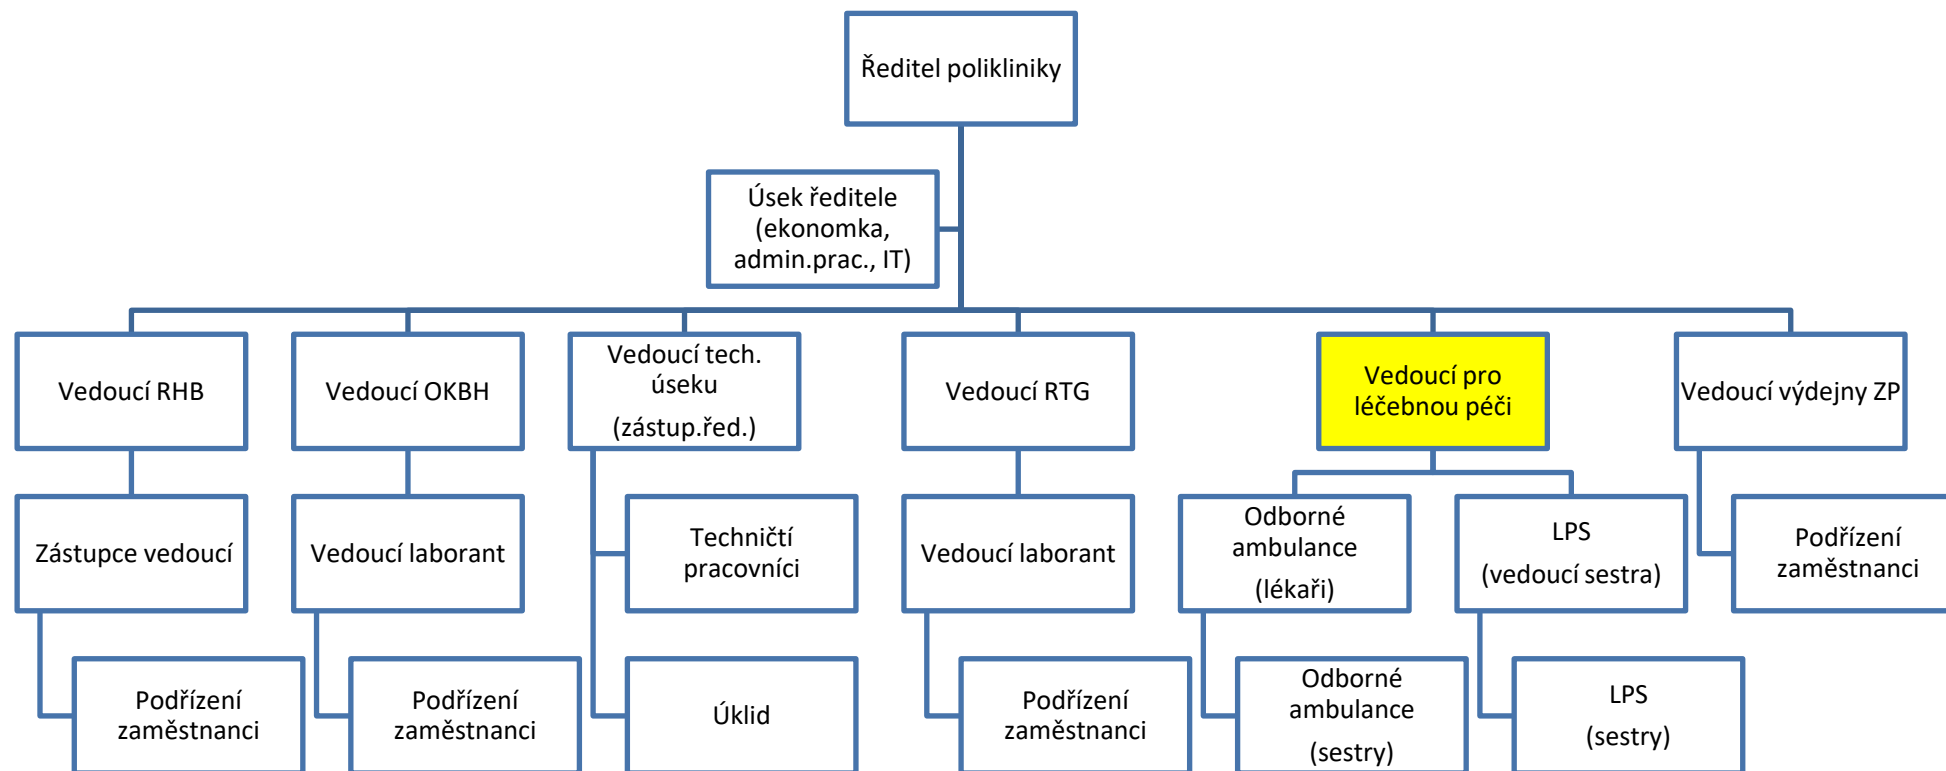 Ředitel polikliniky
Úsek ředitele
(ekonomka,
admin.prac., IT)
Vedoucí RHB
Vedoucí OKBH
Vedoucí tech.
úseku
(zástup.řed.)
Vedoucí RTG
Vedoucí pro
léčebnou péči
Vedoucí výdejny ZP
Zástupce vedoucí
Vedoucí laborant
Techničtí
pracovníci
Vedoucí laborant
Odborné
ambulance
(lékaři)
LPS
(vedoucí sestra)
Podřízení
zaměstnanci
Podřízení
zaměstnanci
Podřízení
zaměstnanci
Úklid
Podřízení
zaměstnanci
Odborné
ambulance
(sestry)
LPS
(sestry)